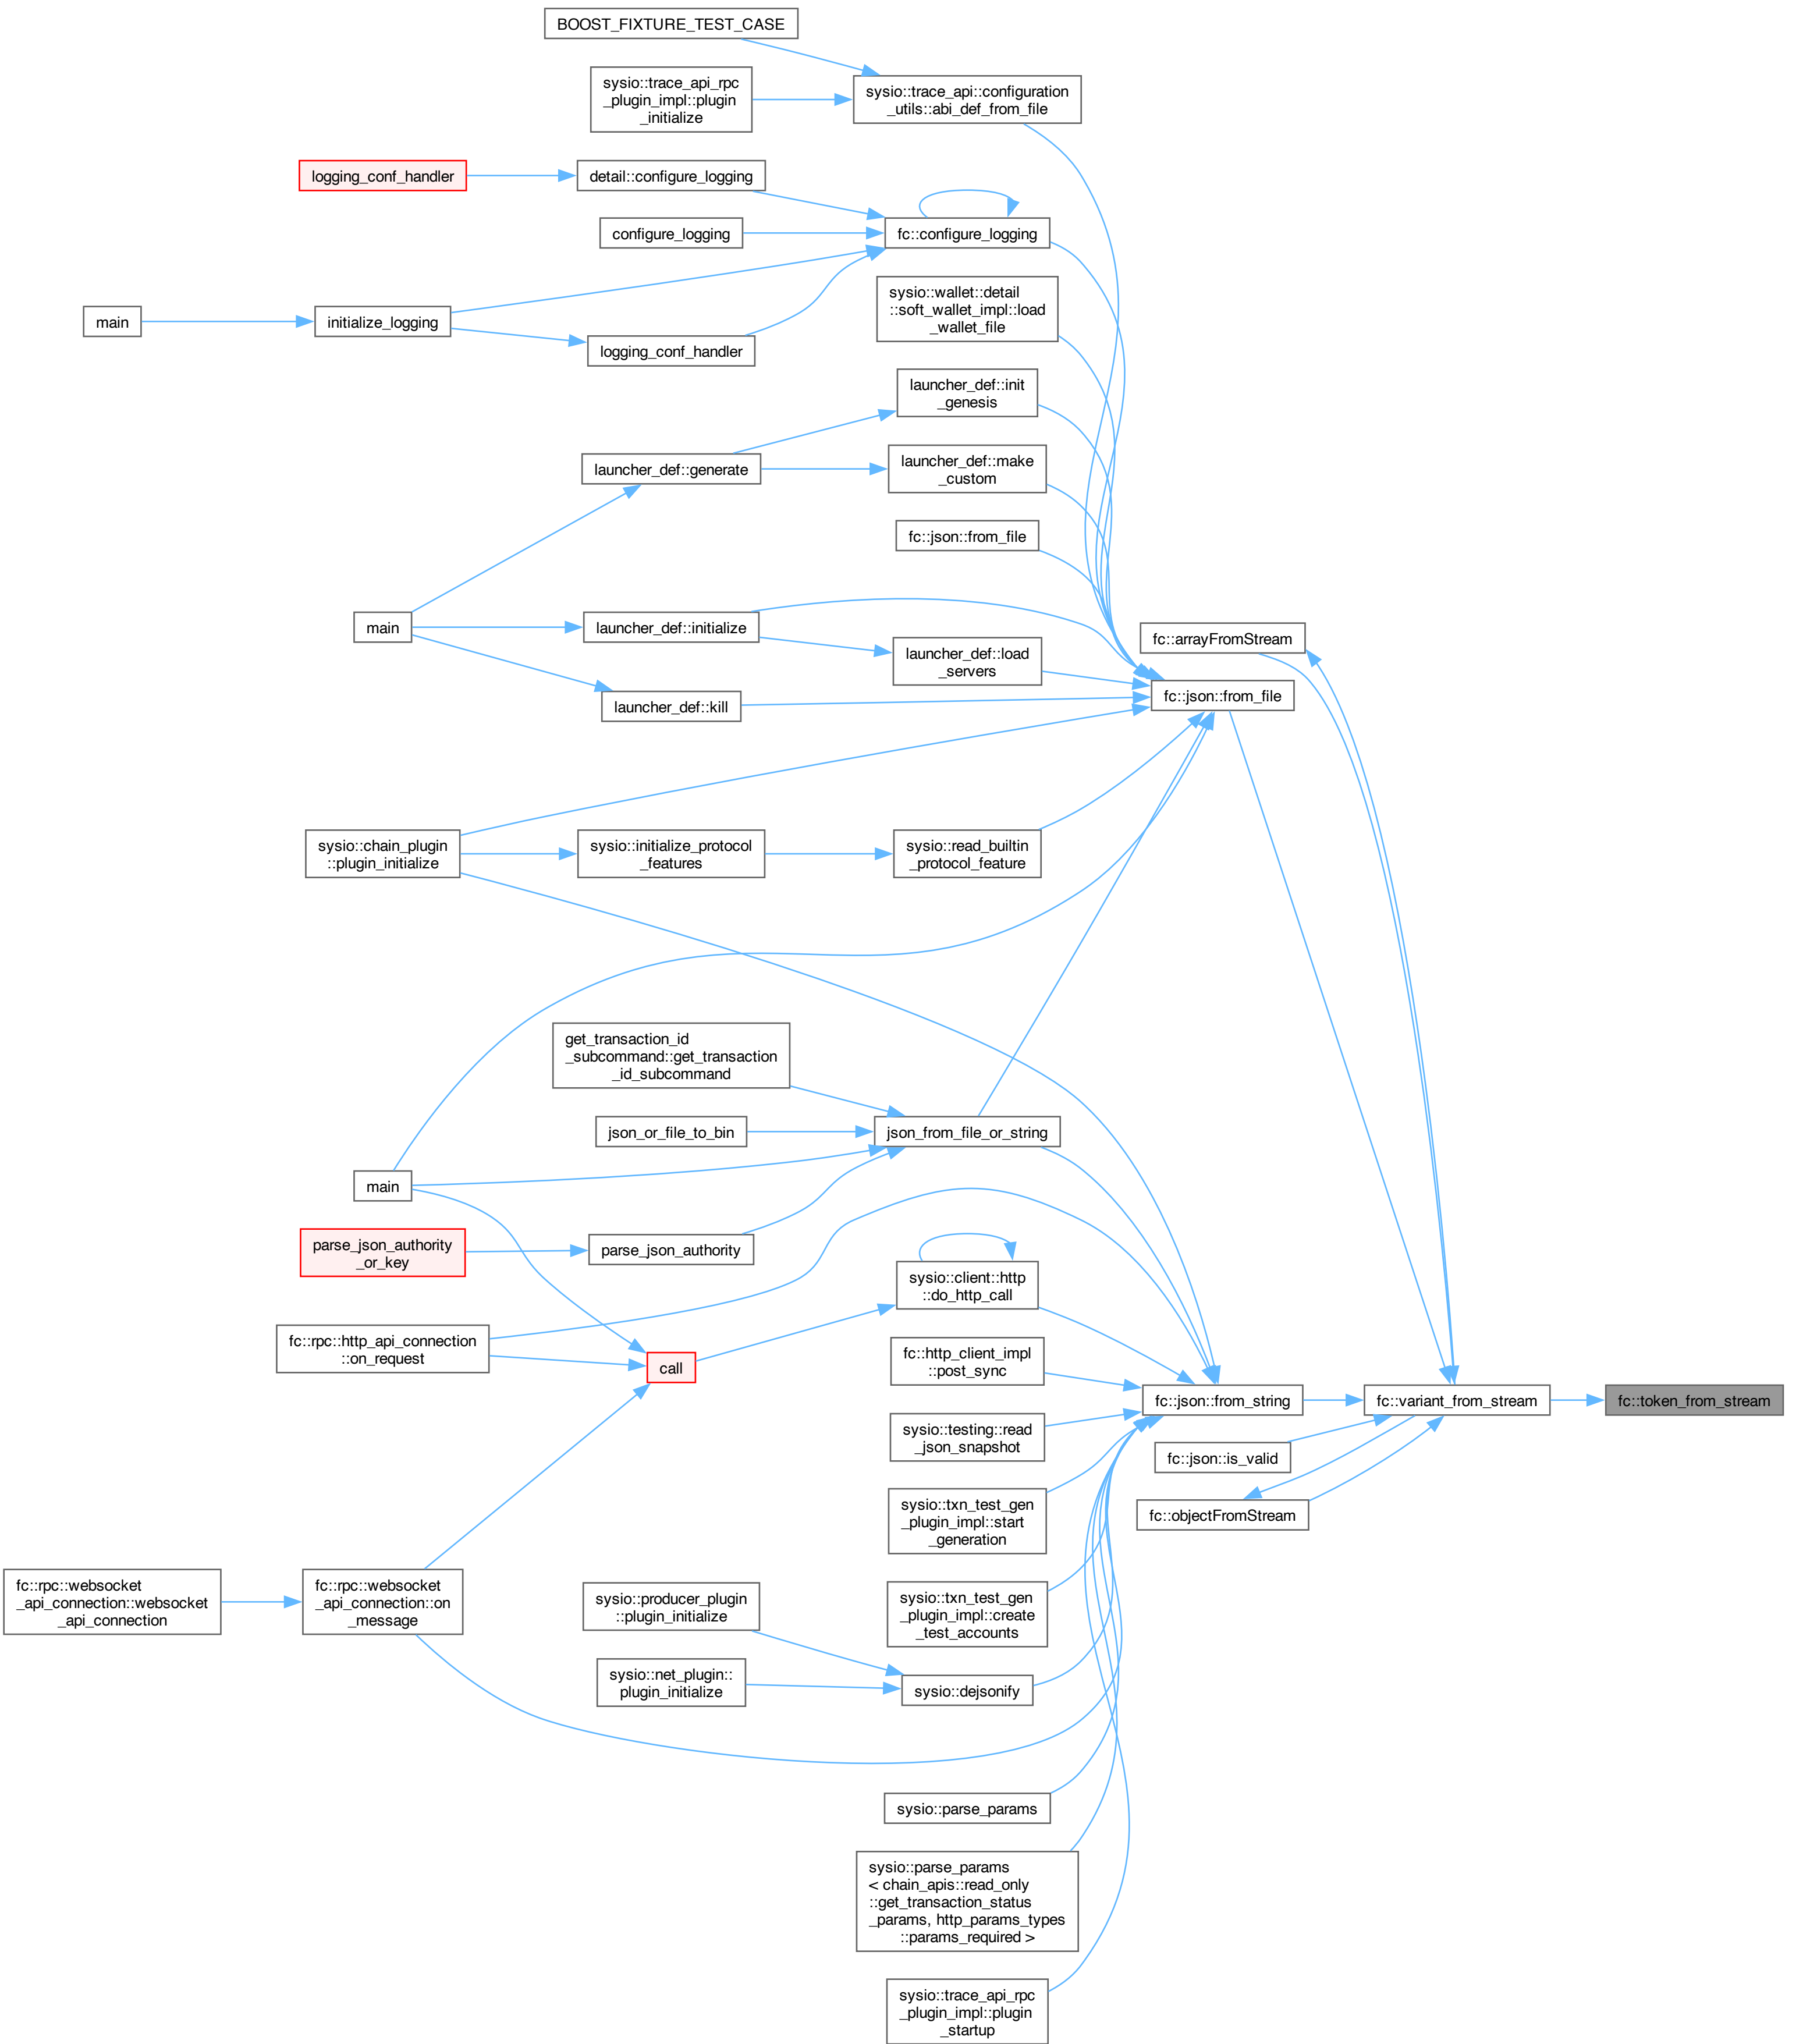 BOOST_FIXTURE_TEST_CASE
sysio::trace_api_rpc
_plugin_impl::plugin
_initialize
sysio::trace_api::configuration
_utils::abi_def_from_file
logging_conf_handler
detail::configure_logging
configure_logging
fc::configure_logging
sysio::wallet::detail
::soft_wallet_impl::load
_wallet_file
main
initialize_logging
logging_conf_handler
launcher_def::init
_genesis
launcher_def::generate
launcher_def::make
_custom
fc::json::from_file
main
launcher_def::initialize
launcher_def::load
_servers
fc::arrayFromStream
fc::json::from_file
launcher_def::kill
sysio::chain_plugin
::plugin_initialize
sysio::initialize_protocol
_features
sysio::read_builtin
_protocol_feature
get_transaction_id
_subcommand::get_transaction
_id_subcommand
json_or_file_to_bin
json_from_file_or_string
main
parse_json_authority
_or_key
parse_json_authority
sysio::client::http
::do_http_call
fc::rpc::http_api_connection
::on_request
call
fc::http_client_impl
::post_sync
fc::json::from_string
fc::variant_from_stream
fc::token_from_stream
sysio::testing::read
_json_snapshot
fc::json::is_valid
sysio::txn_test_gen
_plugin_impl::start
_generation
fc::objectFromStream
fc::rpc::websocket
_api_connection::websocket
_api_connection
fc::rpc::websocket
_api_connection::on
_message
sysio::producer_plugin
::plugin_initialize
sysio::txn_test_gen
_plugin_impl::create
_test_accounts
sysio::net_plugin::
plugin_initialize
sysio::dejsonify
sysio::parse_params
sysio::parse_params
< chain_apis::read_only
::get_transaction_status
_params, http_params_types
::params_required >
sysio::trace_api_rpc
_plugin_impl::plugin
_startup